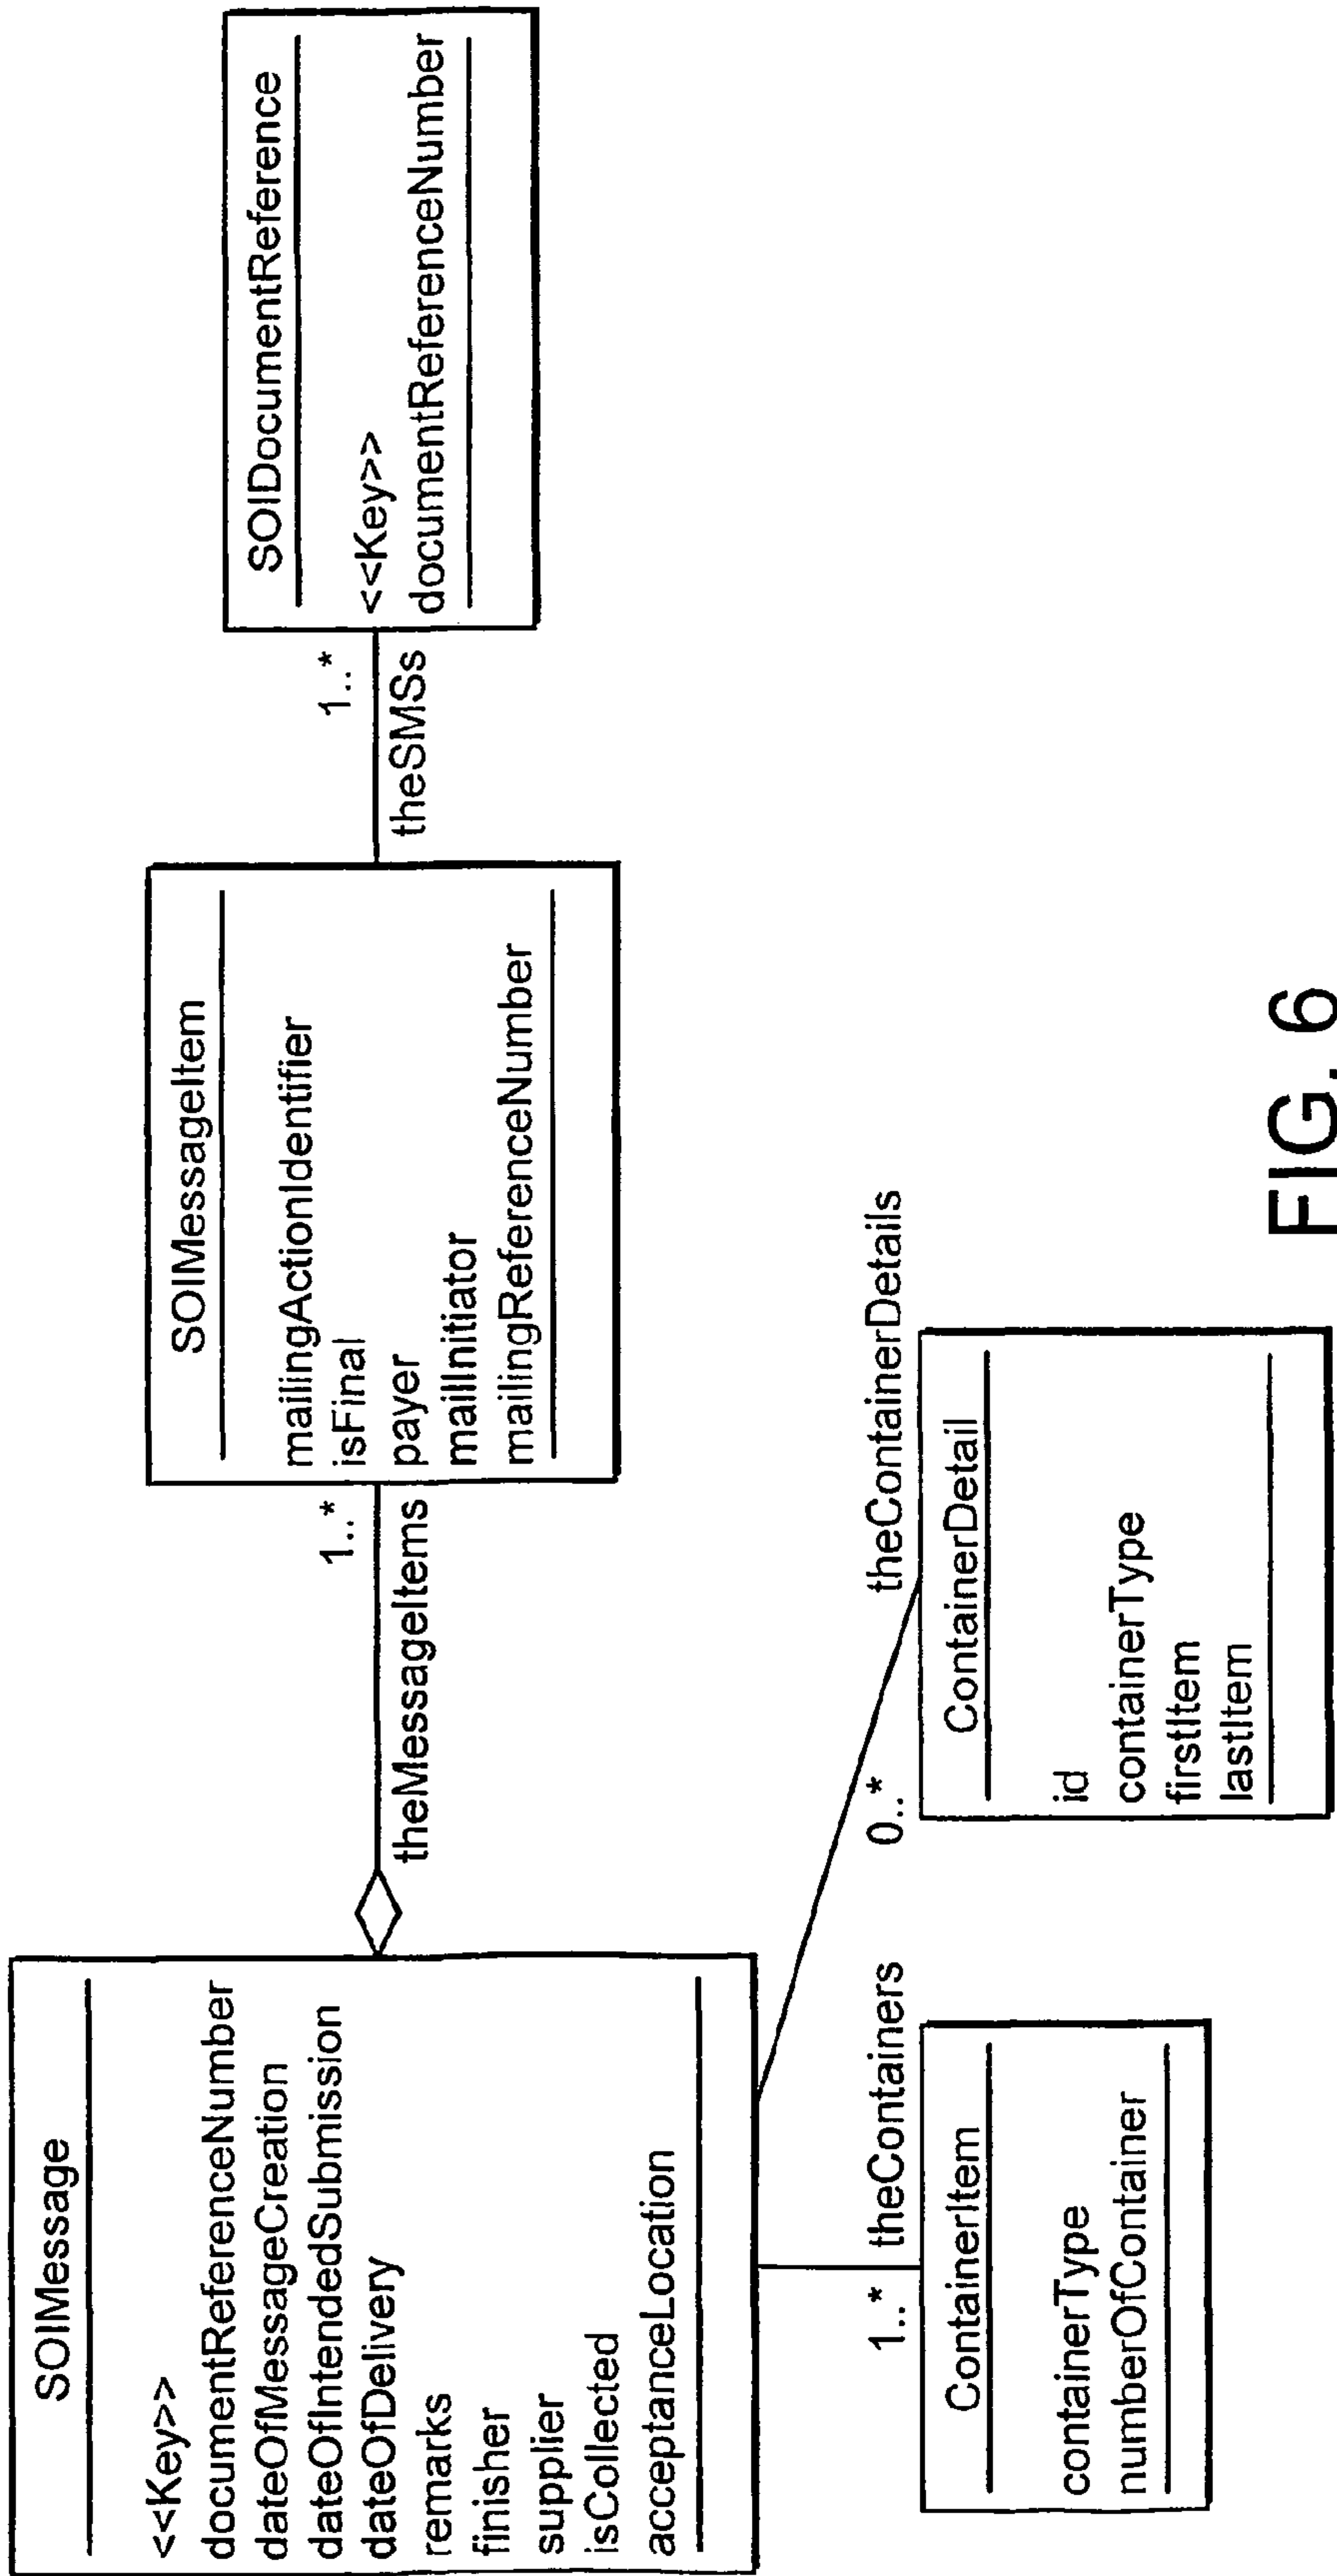 SOIMessage
<<Key>>
documentReferenceNumber
dateOfMessageCreation
dateOfIntendedSubmission
dateOfDelivery
remarks
finisher
supplier
isCollected
acceptanceLocation
theMessageItems
1..*
SOIMessageItem
mailingActionIdentifier
isFinal
payer
mailInitiator
mailingReferenceNumber
theSMSs
1..*
SOIDocumentReference
<<Key>>
documentReferenceNumber
1..*
theContainers
ContainerItem
containerType
numberOfContainer
0..*
theContainerDetails
ContainerDetail
id
containerType
firstItem
lastItem
FIG. 6